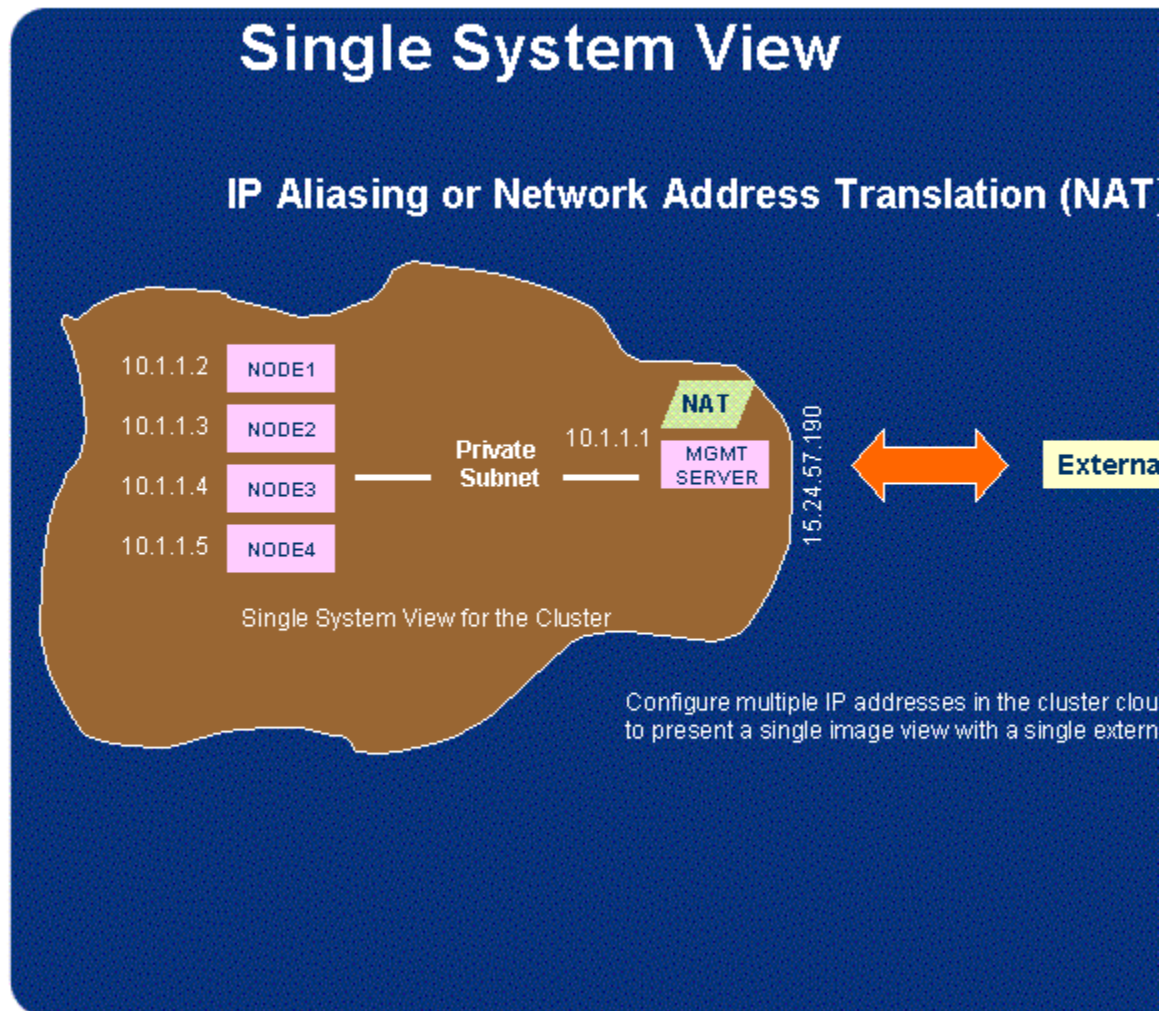 Single System View
IP Aliasing or Network Address Translation (NAT)
10.1.1.2 NODE1
10.1.1.3 NODE2
10.1.1.4 NODE3
10.1.1.5 NODE4
Private
Subnet
10.1.1.1
NAT
MGMT
SERVER
15.24.57.190
Externa
Single System View for the Cluster
Configure multiple IP addresses in the cluster clou
to present a single image view with a single extern